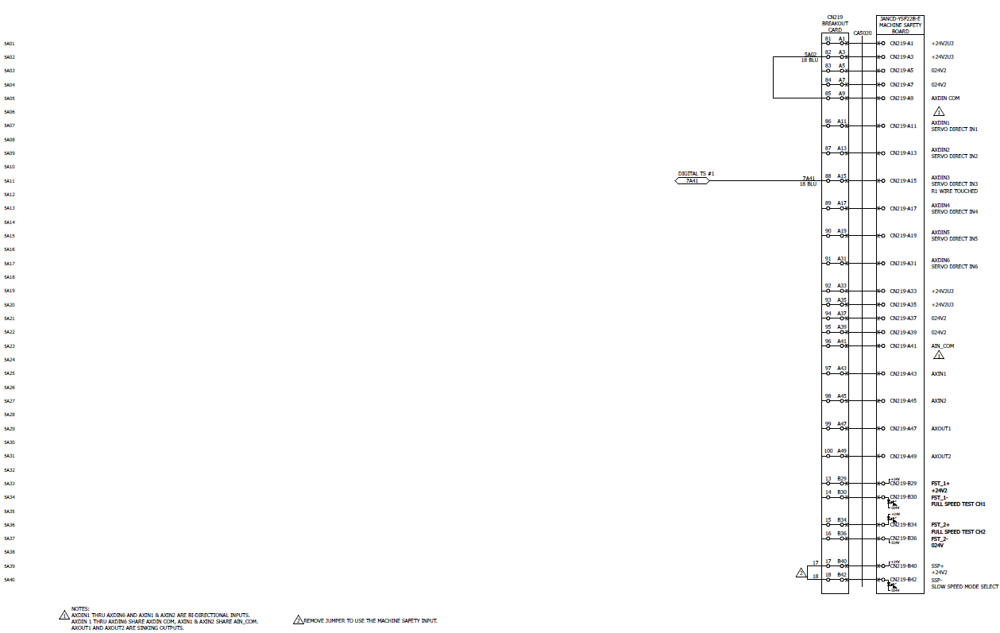 CN219
BREAKOUT
CARD
CA5020
JANCD-YSF22B-E
MACHINE SAFETY
BOARD
5A01 81 A1 CN219-A1 +24V2U3
5A02 5A02 18 BLU 82 A3 CN219-A3 +24V2U3
5A03 83 A5 CN219-A5 024V2
5A04 84 A7 CN219-A7 024V2
5A05 85 A9 CN219-A9 AXDIN COM
5A06 1
5A07 86 A11 CN219-A11 AXDIN1
SERVO DIRECT IN1
5A08
5A09 87 A13 CN219-A13 AXDIN2
SERVO DIRECT IN2
5A10
DIGITAL TS #1
5A11 7A41 7A41 18 BLU 88 A15 CN219-A15 AXDIN3
SERVO DIRECT IN3
5A12 R1 WIRE TOUCHED
5A13 89 A17 CN219-A17 AXDIN4
SERVO DIRECT IN4
5A14
5A15 90 A19 CN219-A19 AXDIN5
SERVO DIRECT IN5
5A16
5A17 91 A31 CN219-A31 AXDIN6
SERVO DIRECT IN6
5A18
5A19 92 A33 CN219-A33 +24V2U3
5A20 93 A35 CN219-A35 +24V2U3
5A21 94 A37 CN219-A37 024V2
5A22 95 A39 CN219-A39 024V2
5A23 96 A41 CN219-A41 AIN_COM
5A24 1
5A25 97 A43 CN219-A43 AXIN1
5A26
5A27 98 A45 CN219-A45 AXIN2
5A28
5A29 99 A47 CN219-A47 AXOUT1
5A30
5A31 100 A49 CN219-A49 AXOUT2
5A32
+24V
5A33 13 B29 CN219-B29 FST_1+
+24V2
5A34 14 B30 CN219-B30 FST_1-
FULL SPEED TEST CH1
024V
5A35
+24V
5A36 15 B34 CN219-B34 FST_2+
FULL SPEED TEST CH2
5A37 16 B36 CN219-B36 FST_2-
024V 024V
5A38
+24V
5A39 17 17 B40 CN219-B40 SSP+
2 +24V2
5A40 18 18 B42 CN219-B42 SSP-
SLOW SPEED MODE SELECT
024V
NOTES:
1 AXDIN1 THRU AXDIN6 AND AXIN1 & AXIN2 ARE BI-DIRECTIONAL INPUTS.
AXDIN 1 THRU AXDIN6 SHARE AXDIN COM, AXIN1 & AXIN2 SHARE AIN_COM.
AXOUT1 AND AXOUT2 ARE SINKING OUTPUTS.
2 REMOVE JUMPER TO USE THE MACHINE SAFETY INPUT.